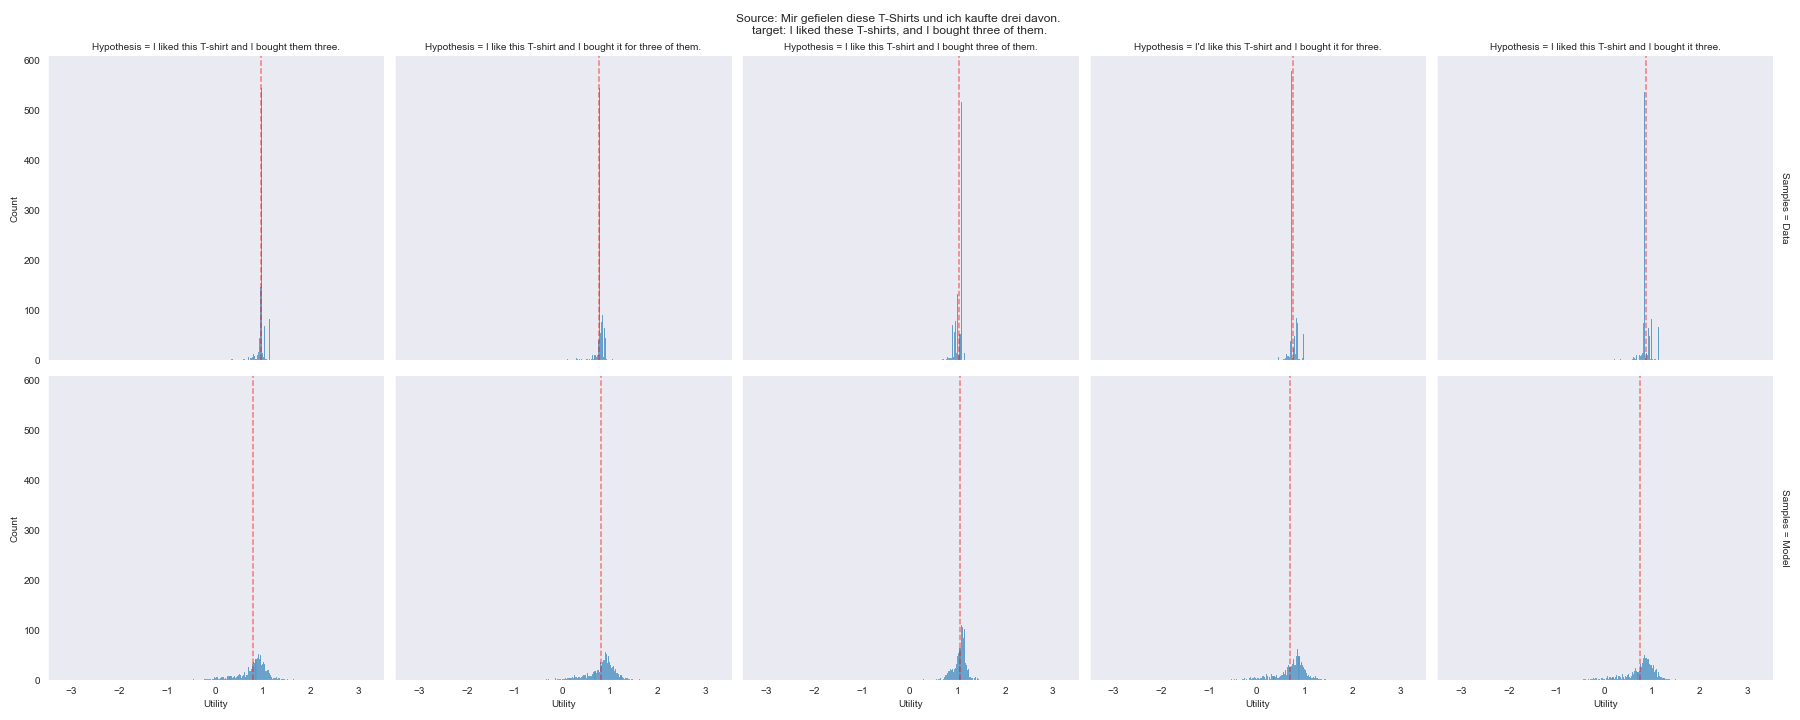 Source: Mir gefielen diese T-Shirts und ich kaufte drei davon.
target: I liked these T-shirts, and I bought three of them.
Hypothesis = I liked this T-shirt and I bought them three.
Hypothesis = I like this T-shirt and I bought it for three of them.
Hypothesis = I like this T-shirt and I bought three of them.
Hypothesis = I'd like this T-shirt and I bought it for three.
Hypothesis = I liked this T-shirt and I bought it three.
600
500
400
300
200
100
0
Count
Samples = Data
600
500
400
300
200
100
0
Count
Samples = Model
−3 −2 −1 0 1 2 3
−3 −2 −1 0 1 2 3
−3 −2 −1 0 1 2 3
−3 −2 −1 0 1 2 3
−3 −2 −1 0 1 2 3
Utility
Utility
Utility
Utility
Utility